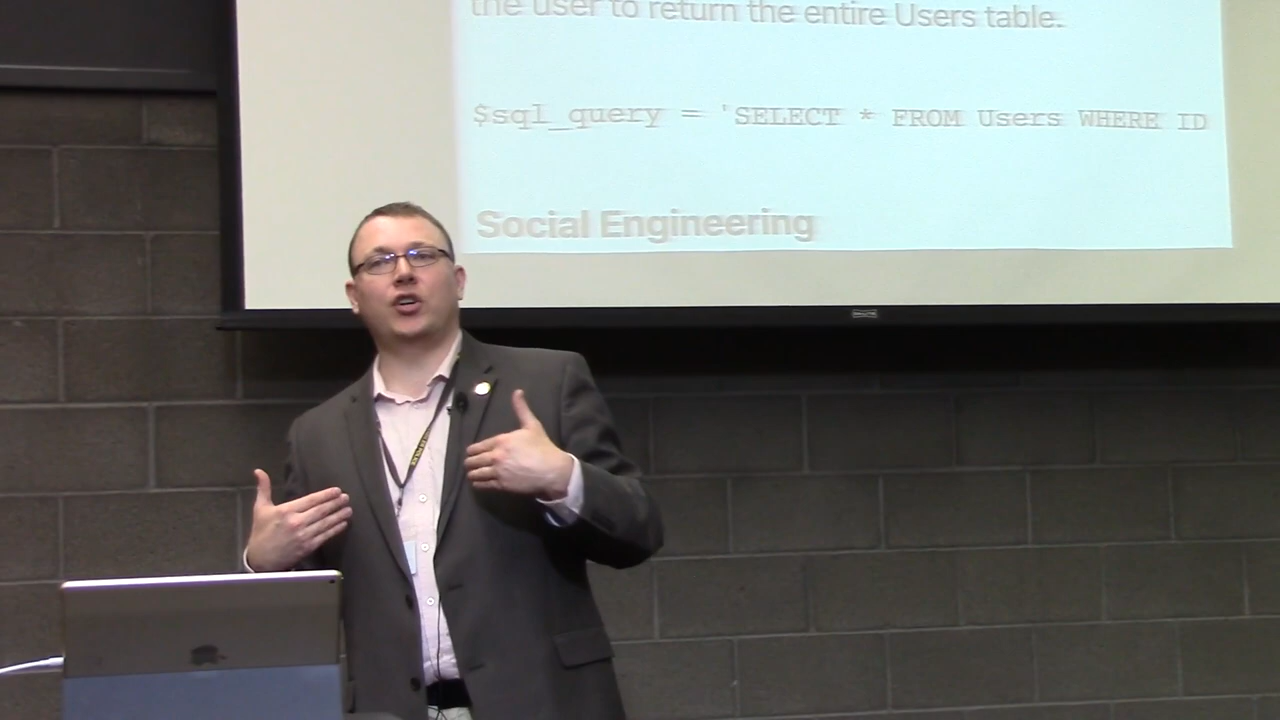 the user to return the entire Users table.
$sql_query = 'SELECT * FROM Users WHERE ID
Social Engineering